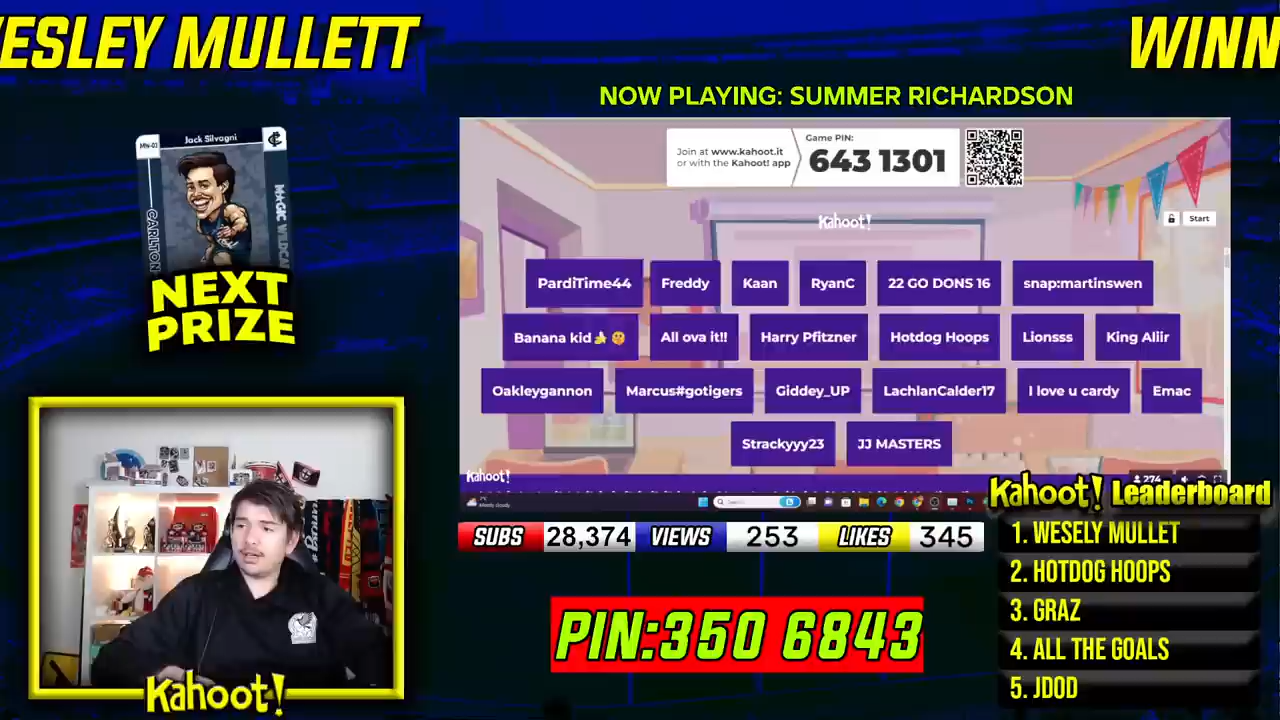 ESLEY MULLETT
WINN
NOW PLAYING: SUMMER RICHARDSON
MW-03
Jack Silvagni
CARLTON
NEXT
PRIZE
Join at www.kahoot.it
or with the Kahoot! app
Game PIN:
643 1301
Kahoot!
Start
PardiTime44
Freddy
Kaan
RyanC
22 GO DONS 16
snap:martinswen
Banana kid🍌🤫
All ova it!!
Harry Pfitzner
Hotdog Hoops
Lionsss
King Aliir
Oakleygannon
Marcus#gotigers
Giddey_UP
LachlanCalder17
I love u cardy
Emac
Strackyyy23
JJ MASTERS
Kahoot!
274
Kahoot! Leaderboard
1. WESELY MULLET
2. HOTDOG HOOPS
3. GRAZ
4. ALL THE GOALS
5. JDOD
SUBS 28,374 VIEWS 253 LIKES 345
PIN:350 6843
Kahoot!